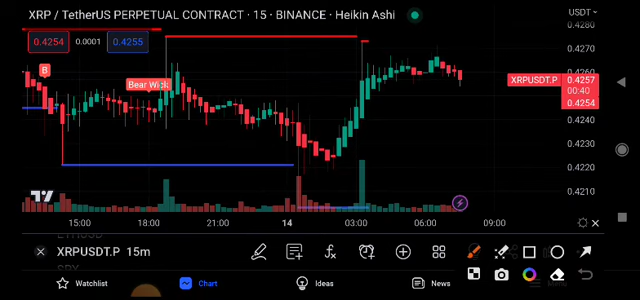 XRP / TetherUS PERPETUAL CONTRACT · 15 · BINANCE · Heikin Ashi
USDT
0.4280
0.4254 0.0001 0.4255
0.4270
B
Bear Wick
0.4260
XRPUSDT.P 0.4257
00:40
0.4254
0.4240
0.4230
0.4220
0.4210
15:00 18:00 21:00 14 03:00 06:00 09:00
XRPUSDT.P 15m
Watchlist Chart Ideas News